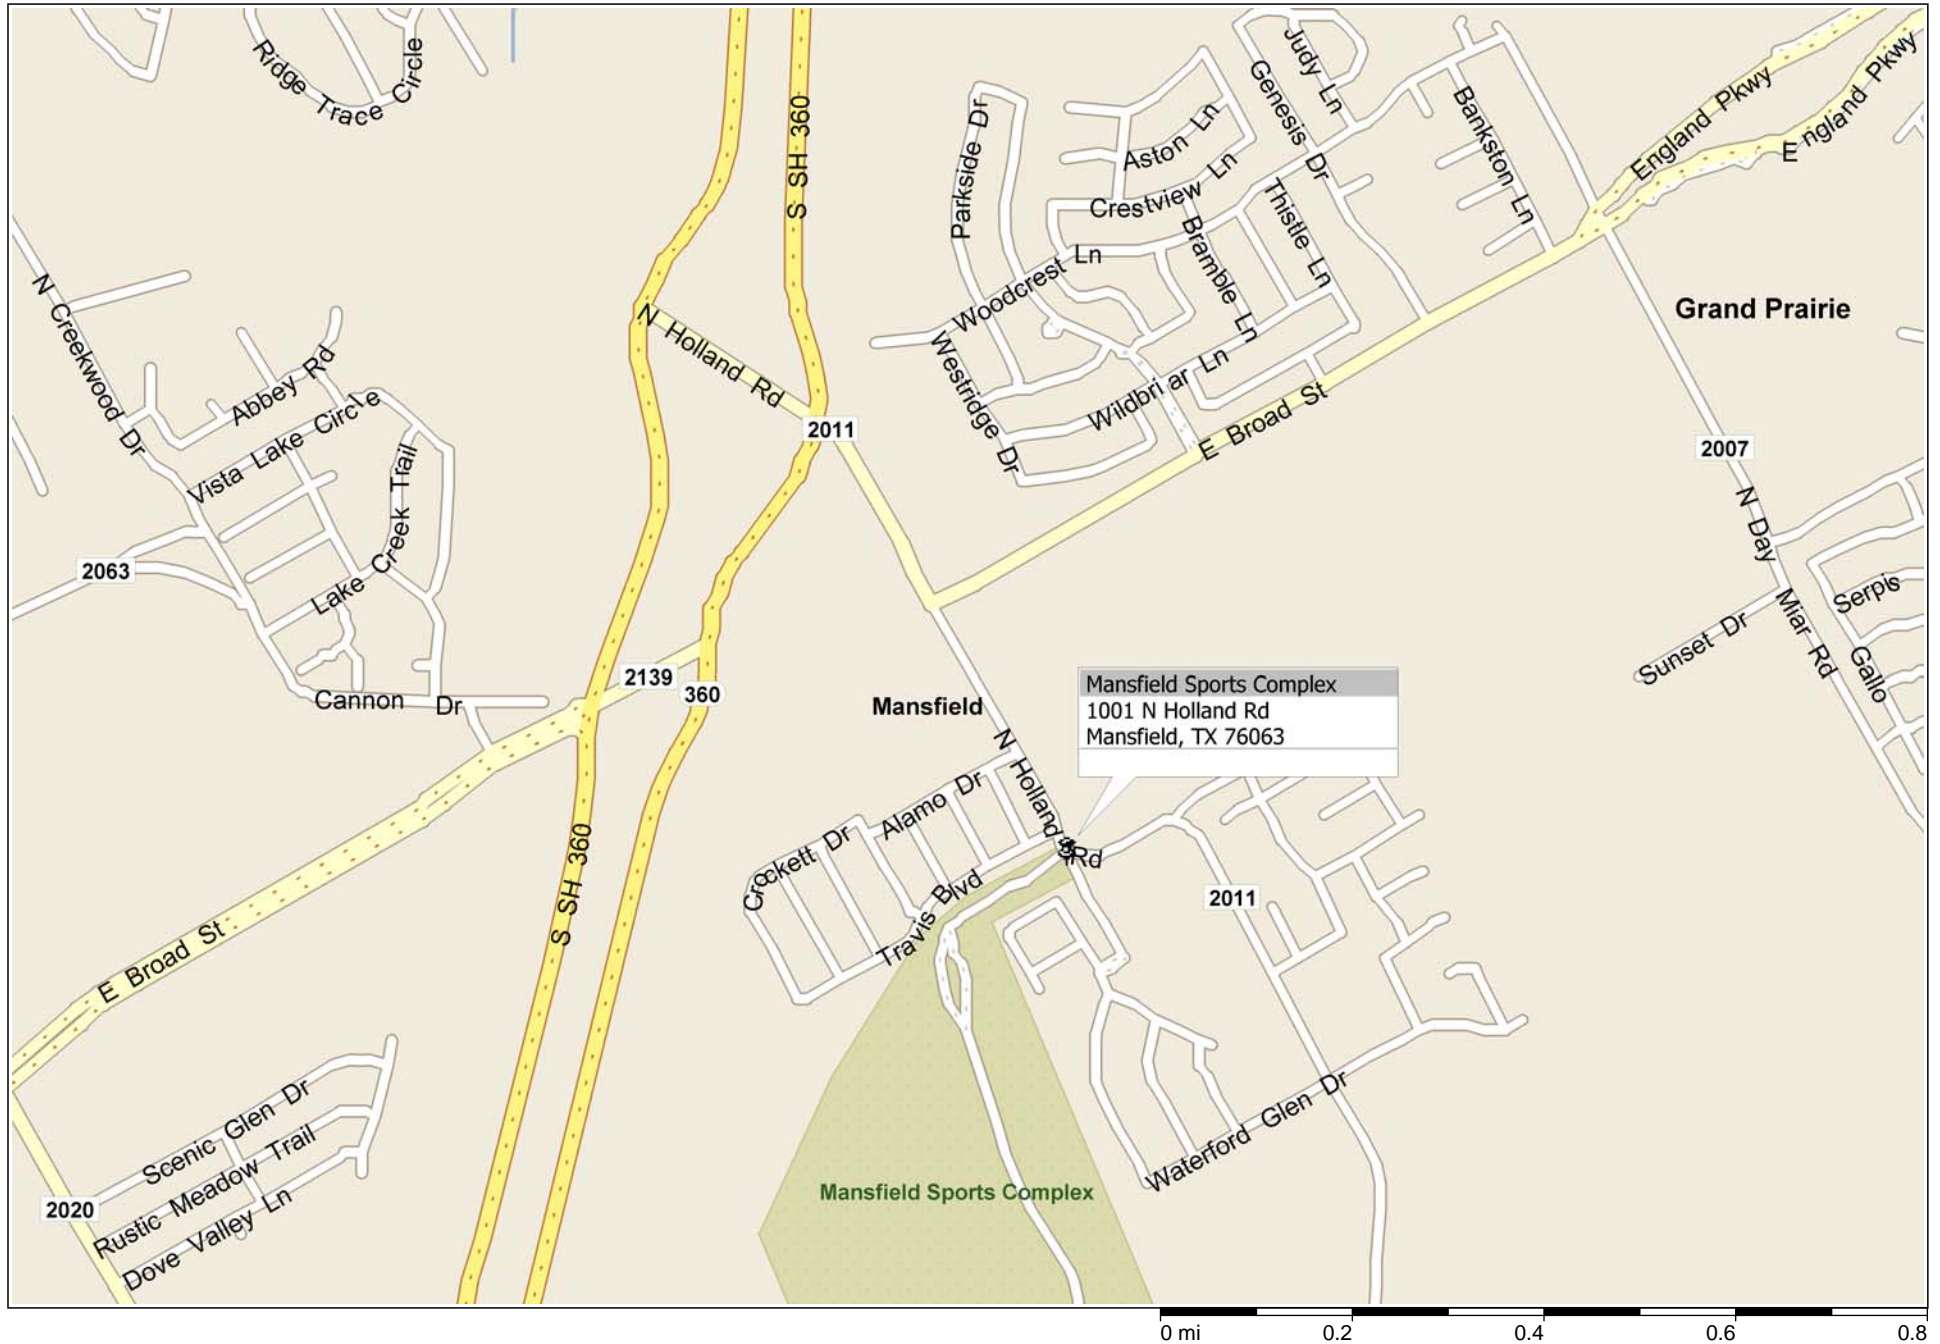 Ridge Trace Circle
S SH 360
Parkside Dr
Aston Ln
Crestview Ln
Genesis Dr
Judy Ln
Bankston Ln
England Pkwy
England Pkwy
Thistle Ln
Bramble Ln
Woodcrest Ln
Westridge Dr
Wildbriar Ln
E Broad St
Grand Prairie
N Creekwood Dr
Abbey Rd
Vista Lake Circle
Lake Creek Trail
N Holland Rd
2011
2007
N Day Miar Rd
2063
Serpis
Sunset Dr
Gallo
Cannon Dr
2139
360
Mansfield
Mansfield Sports Complex
1001 N Holland Rd
Mansfield, TX 76063
N Holland Rd
Alamo Dr
Crockett Dr
Travis Blvd
S SH 360
2011
E Broad St
Scenic Glen Dr
Rustic Meadow Trail
Dove Valley Ln
2020
Waterford Glen Dr
Mansfield Sports Complex
0 mi 0.2 0.4 0.6 0.8